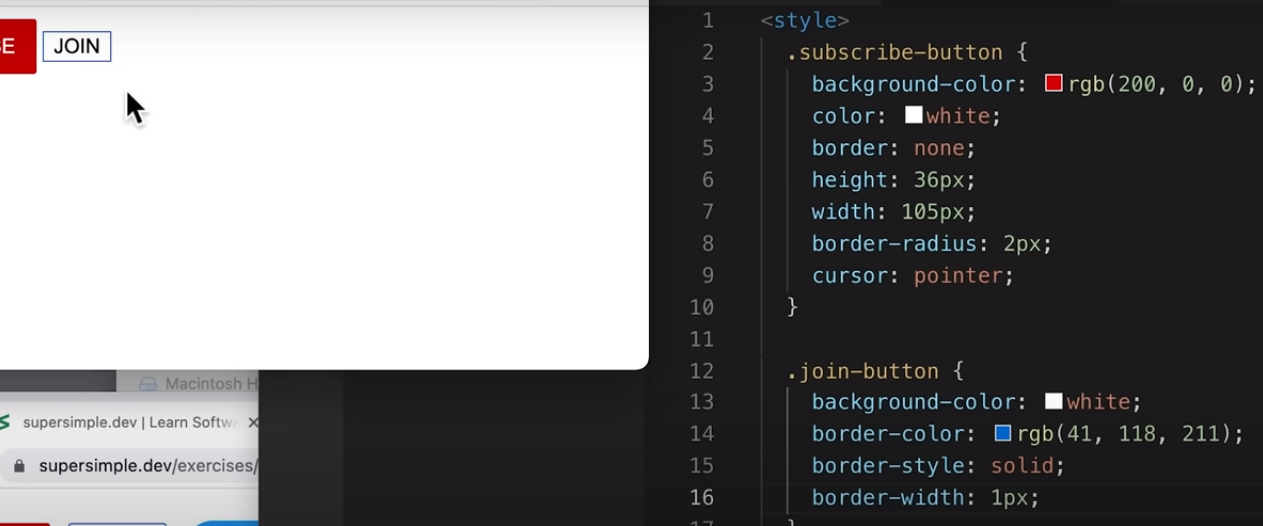 E JOIN
Macintosh H
supersimple.dev | Learn Softw
supersimple.dev/exercises/
1 <style>
2 .subscribe-button {
3 background-color: rgb(200, 0, 0);
4 color: white;
5 border: none;
6 height: 36px;
7 width: 105px;
8 border-radius: 2px;
9 cursor: pointer;
10 }
11
12 .join-button {
13 background-color: white;
14 border-color: rgb(41, 118, 211);
15 border-style: solid;
16 border-width: 1px;
17 }